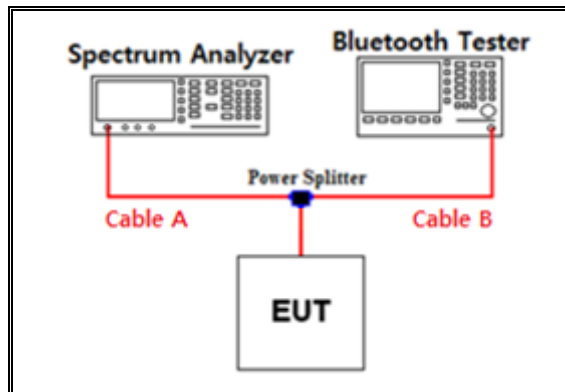 Spectrum Analyzer
Bluetooth Tester
Power Splitter
Cable A
Cable B
EUT